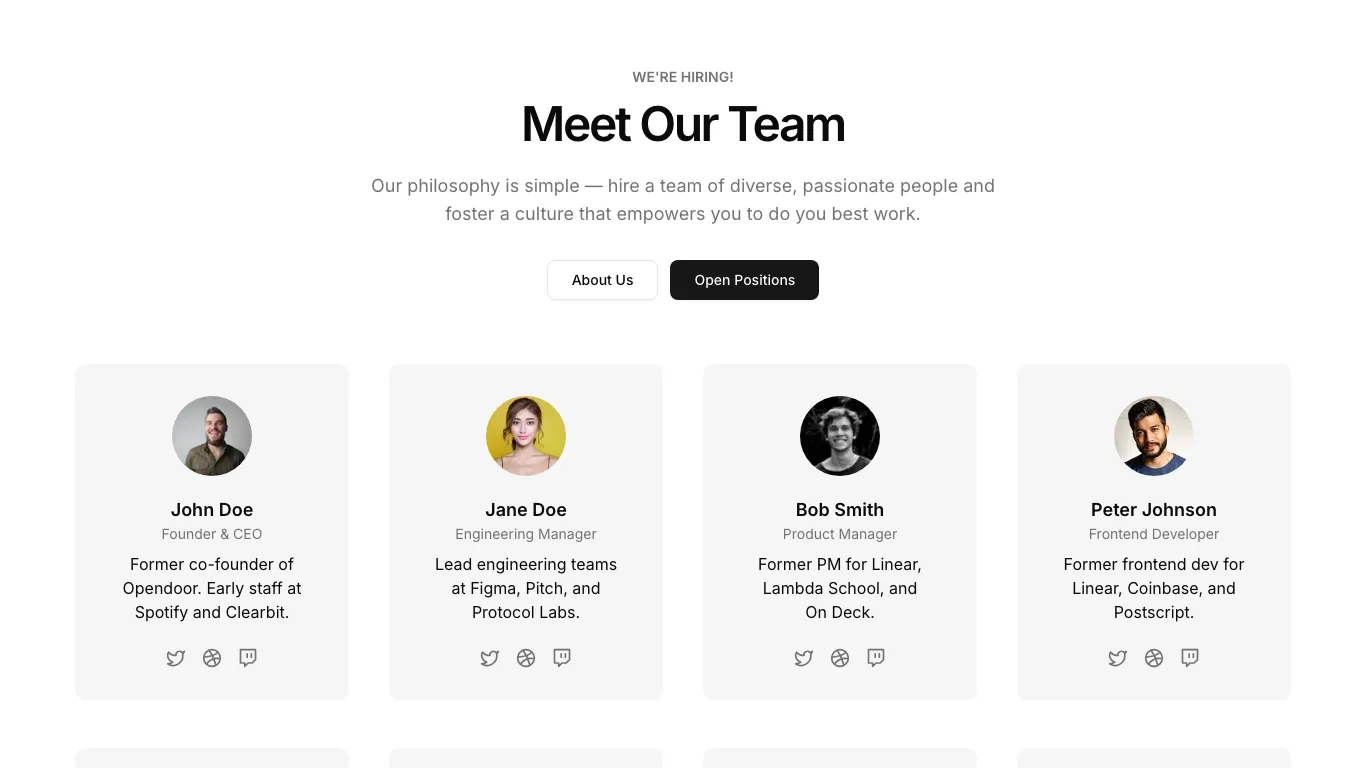 WE'RE HIRING!
Meet Our Team
Our philosophy is simple — hire a team of diverse, passionate people and
foster a culture that empowers you to do you best work.
About Us
Open Positions
John Doe
Founder & CEO
Former co-founder of
Opendoor. Early staff at
Spotify and Clearbit.
Jane Doe
Engineering Manager
Lead engineering teams
at Figma, Pitch, and
Protocol Labs.
Bob Smith
Product Manager
Former PM for Linear,
Lambda School, and
On Deck.
Peter Johnson
Frontend Developer
Former frontend dev for
Linear, Coinbase, and
Postscript.